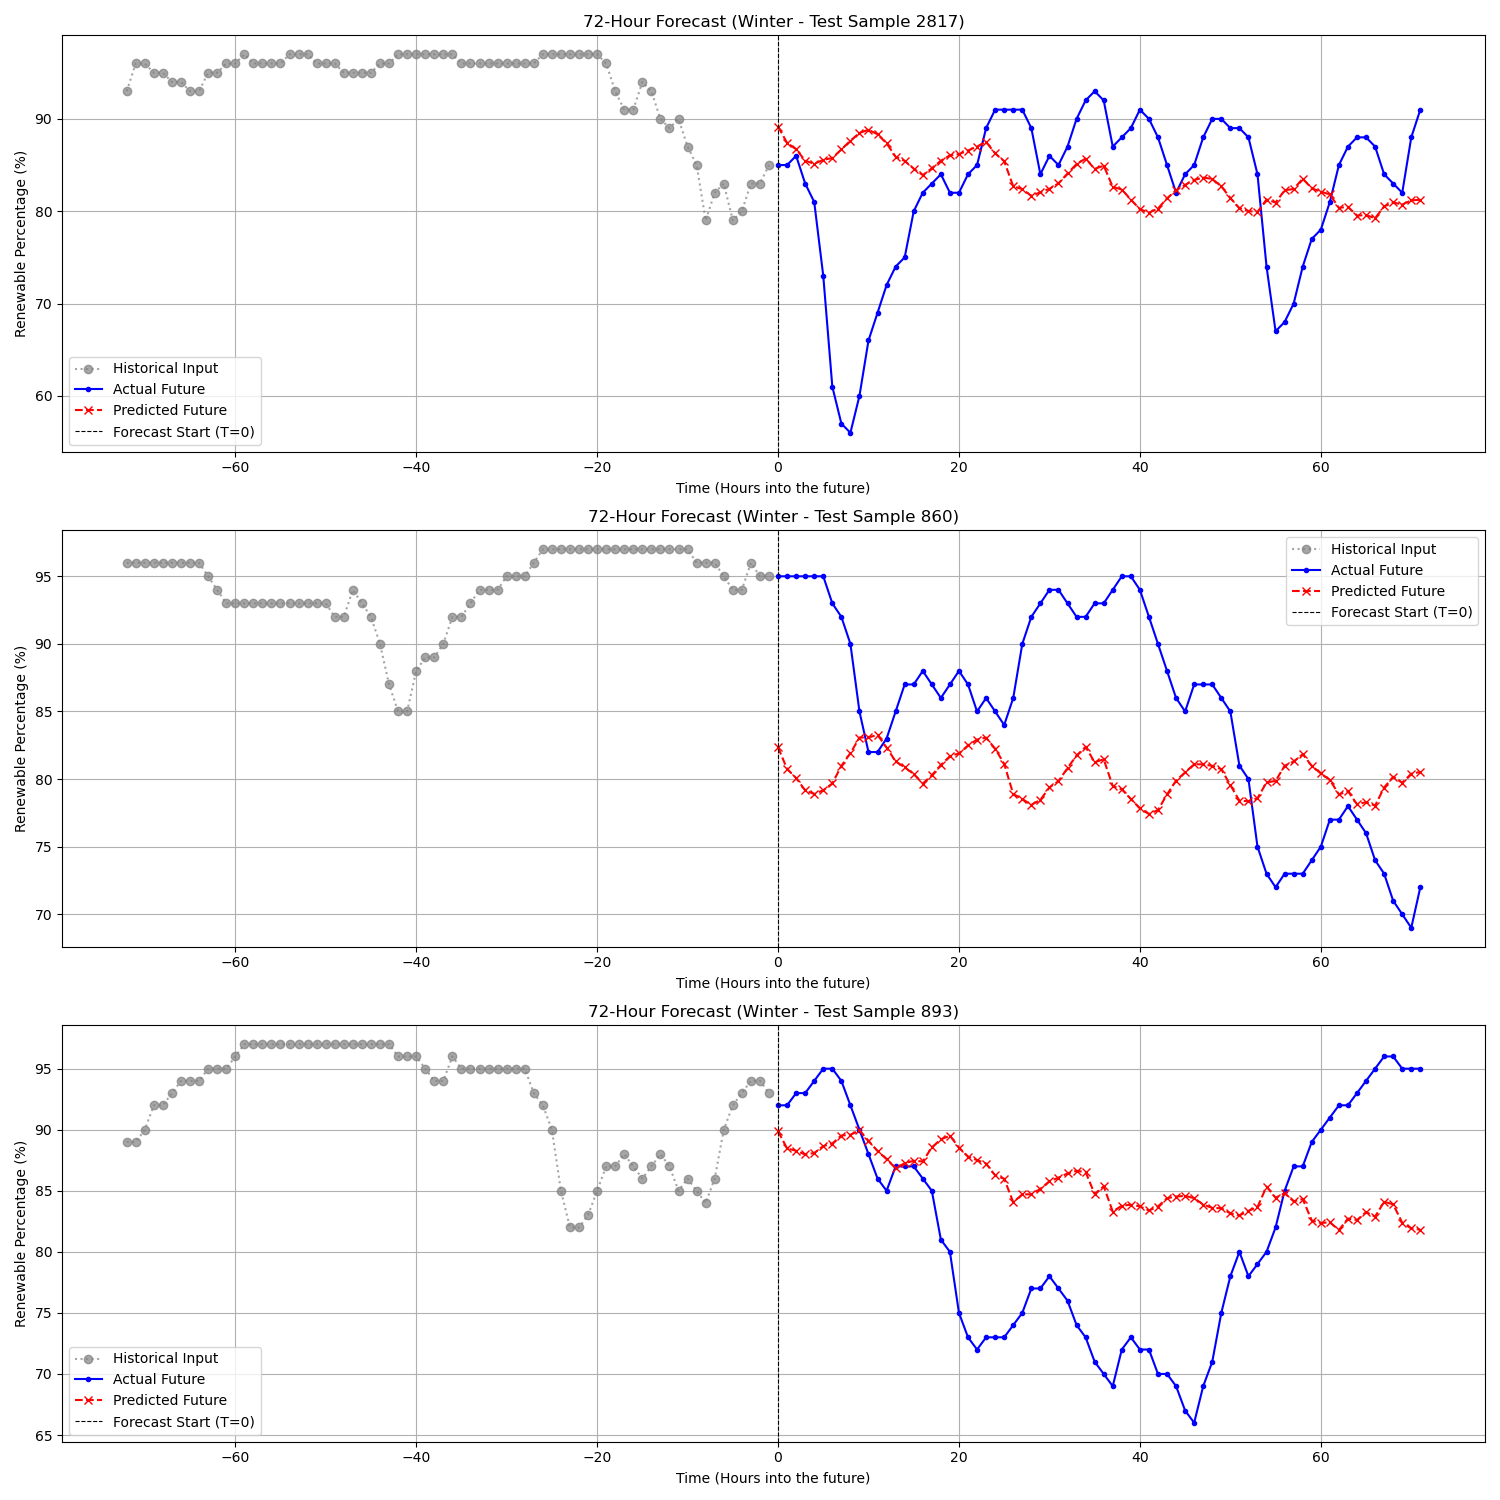 72-Hour Forecast (Winter - Test Sample 2817)
Renewable Percentage (%)
90
80
70
60
Historical Input
Actual Future
Predicted Future
Forecast Start (T=0)
−60 −40 −20 0 20 40 60
Time (Hours into the future)
72-Hour Forecast (Winter - Test Sample 860)
Renewable Percentage (%)
95
90
85
80
75
70
Historical Input
Actual Future
Predicted Future
Forecast Start (T=0)
−60 −40 −20 0 20 40 60
Time (Hours into the future)
72-Hour Forecast (Winter - Test Sample 893)
Renewable Percentage (%)
95
90
85
80
75
70
65
Historical Input
Actual Future
Predicted Future
Forecast Start (T=0)
−60 −40 −20 0 20 40 60
Time (Hours into the future)